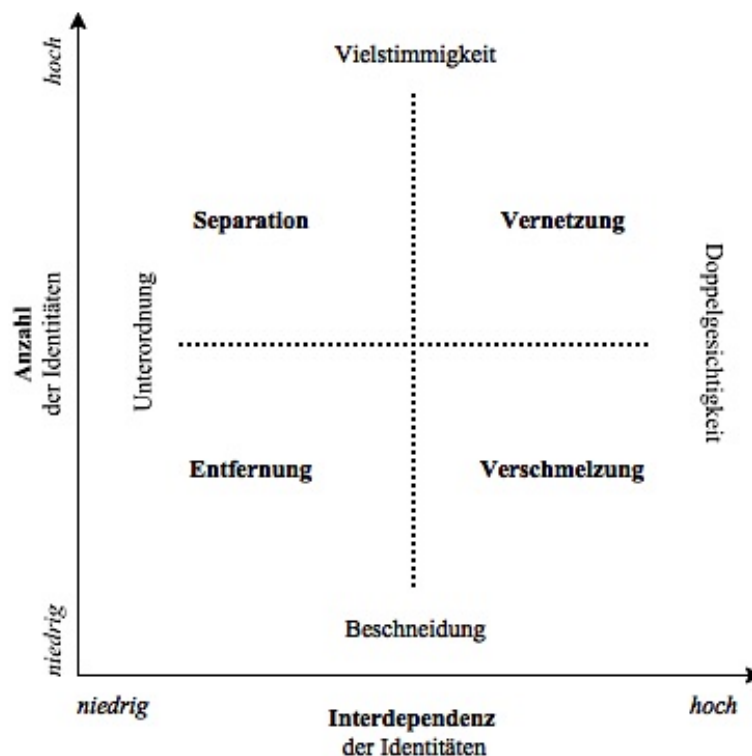 hoch
Vielstimmigkeit
Separation
Vernetzung
Anzahl
der Identitäten
Unterordnung
Doppelgesichtigkeit
Entfernung
Verschmelzung
niedrig
Beschneidung
niedrig
Interdependenz
der Identitäten
hoch